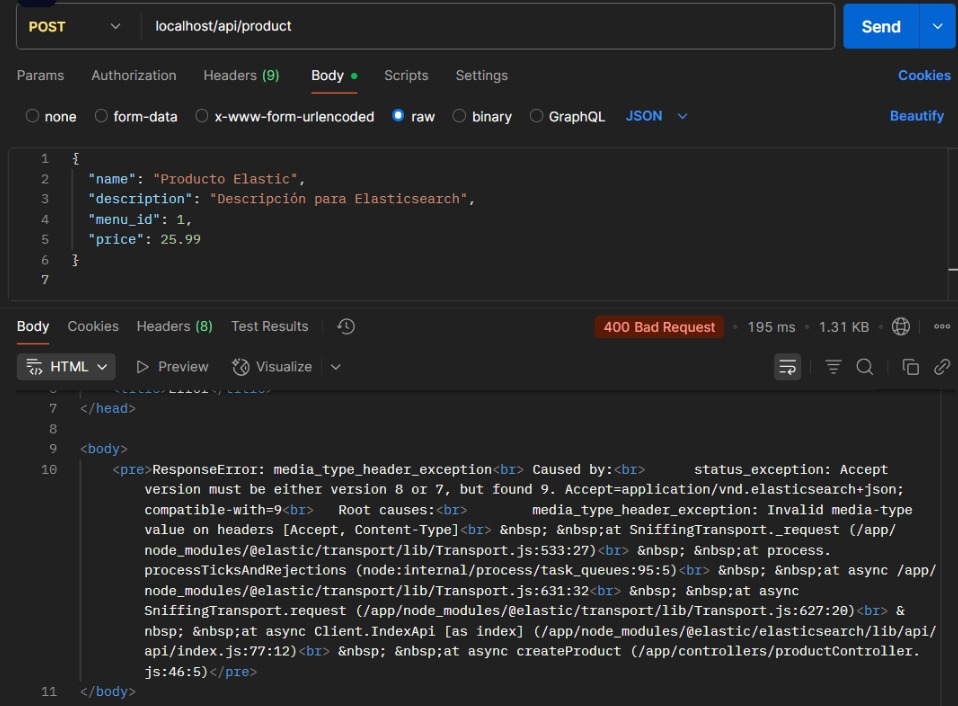 POST localhost/api/product Send
Params Authorization Headers (9) Body Scripts Settings Cookies
none form-data x-www-form-urlencoded raw binary GraphQL JSON Beautify
1 {
2 "name": "Producto Elastic",
3 "description": "Descripción para Elasticsearch",
4 "menu_id": 1,
5 "price": 25.99
6 }
7
Body Cookies Headers (8) Test Results 400 Bad Request • 195 ms • 1.31 KB
HTML Preview Visualize
6 <title>Error</title>
7 </head>
8
9 <body>
10 <pre>ResponseError: media_type_header_exception<br> Caused by:<br> status_exception: Accept
version must be either version 8 or 7, but found 9. Accept=application/vnd.elasticsearch+json;
compatible-with=9<br> Root causes:<br> media_type_header_exception: Invalid media-type
value on headers [Accept, Content-Type]<br> &nbsp; &nbsp;at SniffingTransport._request (/app/
node_modules/@elastic/transport/lib/Transport.js:533:27)<br> &nbsp; &nbsp;at process.
processTicksAndRejections (node:internal/process/task_queues:95:5)<br> &nbsp; &nbsp;at async /app/
node_modules/@elastic/transport/lib/Transport.js:631:32<br> &nbsp; &nbsp;at async
SniffingTransport.request (/app/node_modules/@elastic/transport/lib/Transport.js:627:20)<br> &
nbsp; &nbsp;at async Client.IndexApi [as index] (/app/node_modules/@elastic/elasticsearch/lib/api/
api/index.js:77:12)<br> &nbsp; &nbsp;at async createProduct (/app/controllers/productController.
js:46:5)</pre>
11 </body>